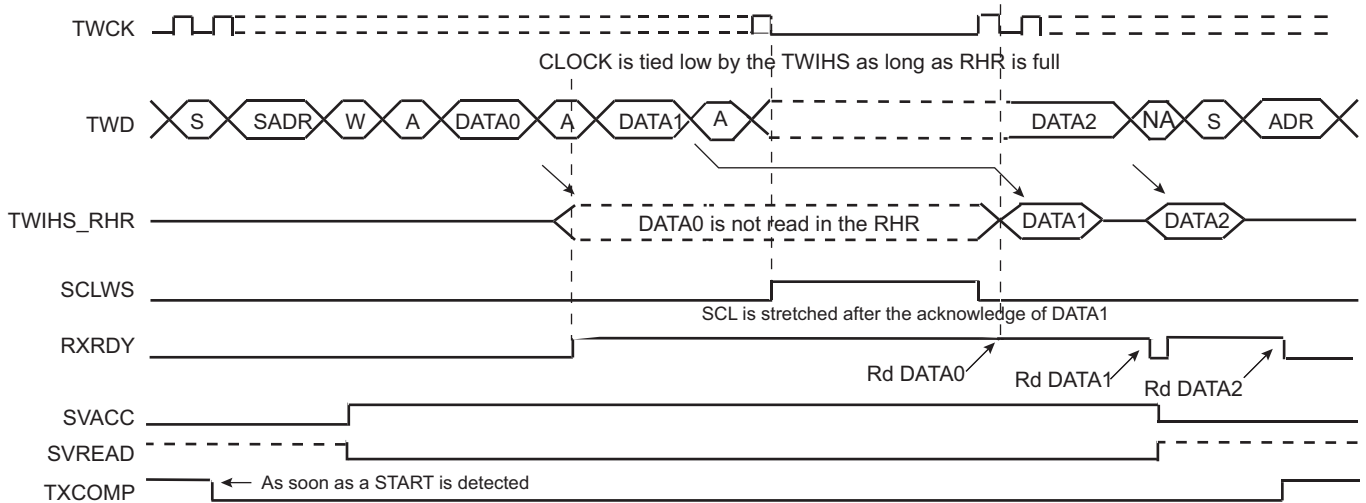 TWCK
CLOCK is tied low by the TWIHS as long as RHR is full
TWD S SADR W A DATA0 A DATA1 A DATA2 NA S ADR
TWIHS_RHR DATA0 is not read in the RHR DATA1 DATA2
SCLWS
SCL is stretched after the acknowledge of DATA1
RXRDY
Rd DATA0 Rd DATA1 Rd DATA2
SVACC
SVREAD
TXCOMP As soon as a START is detected